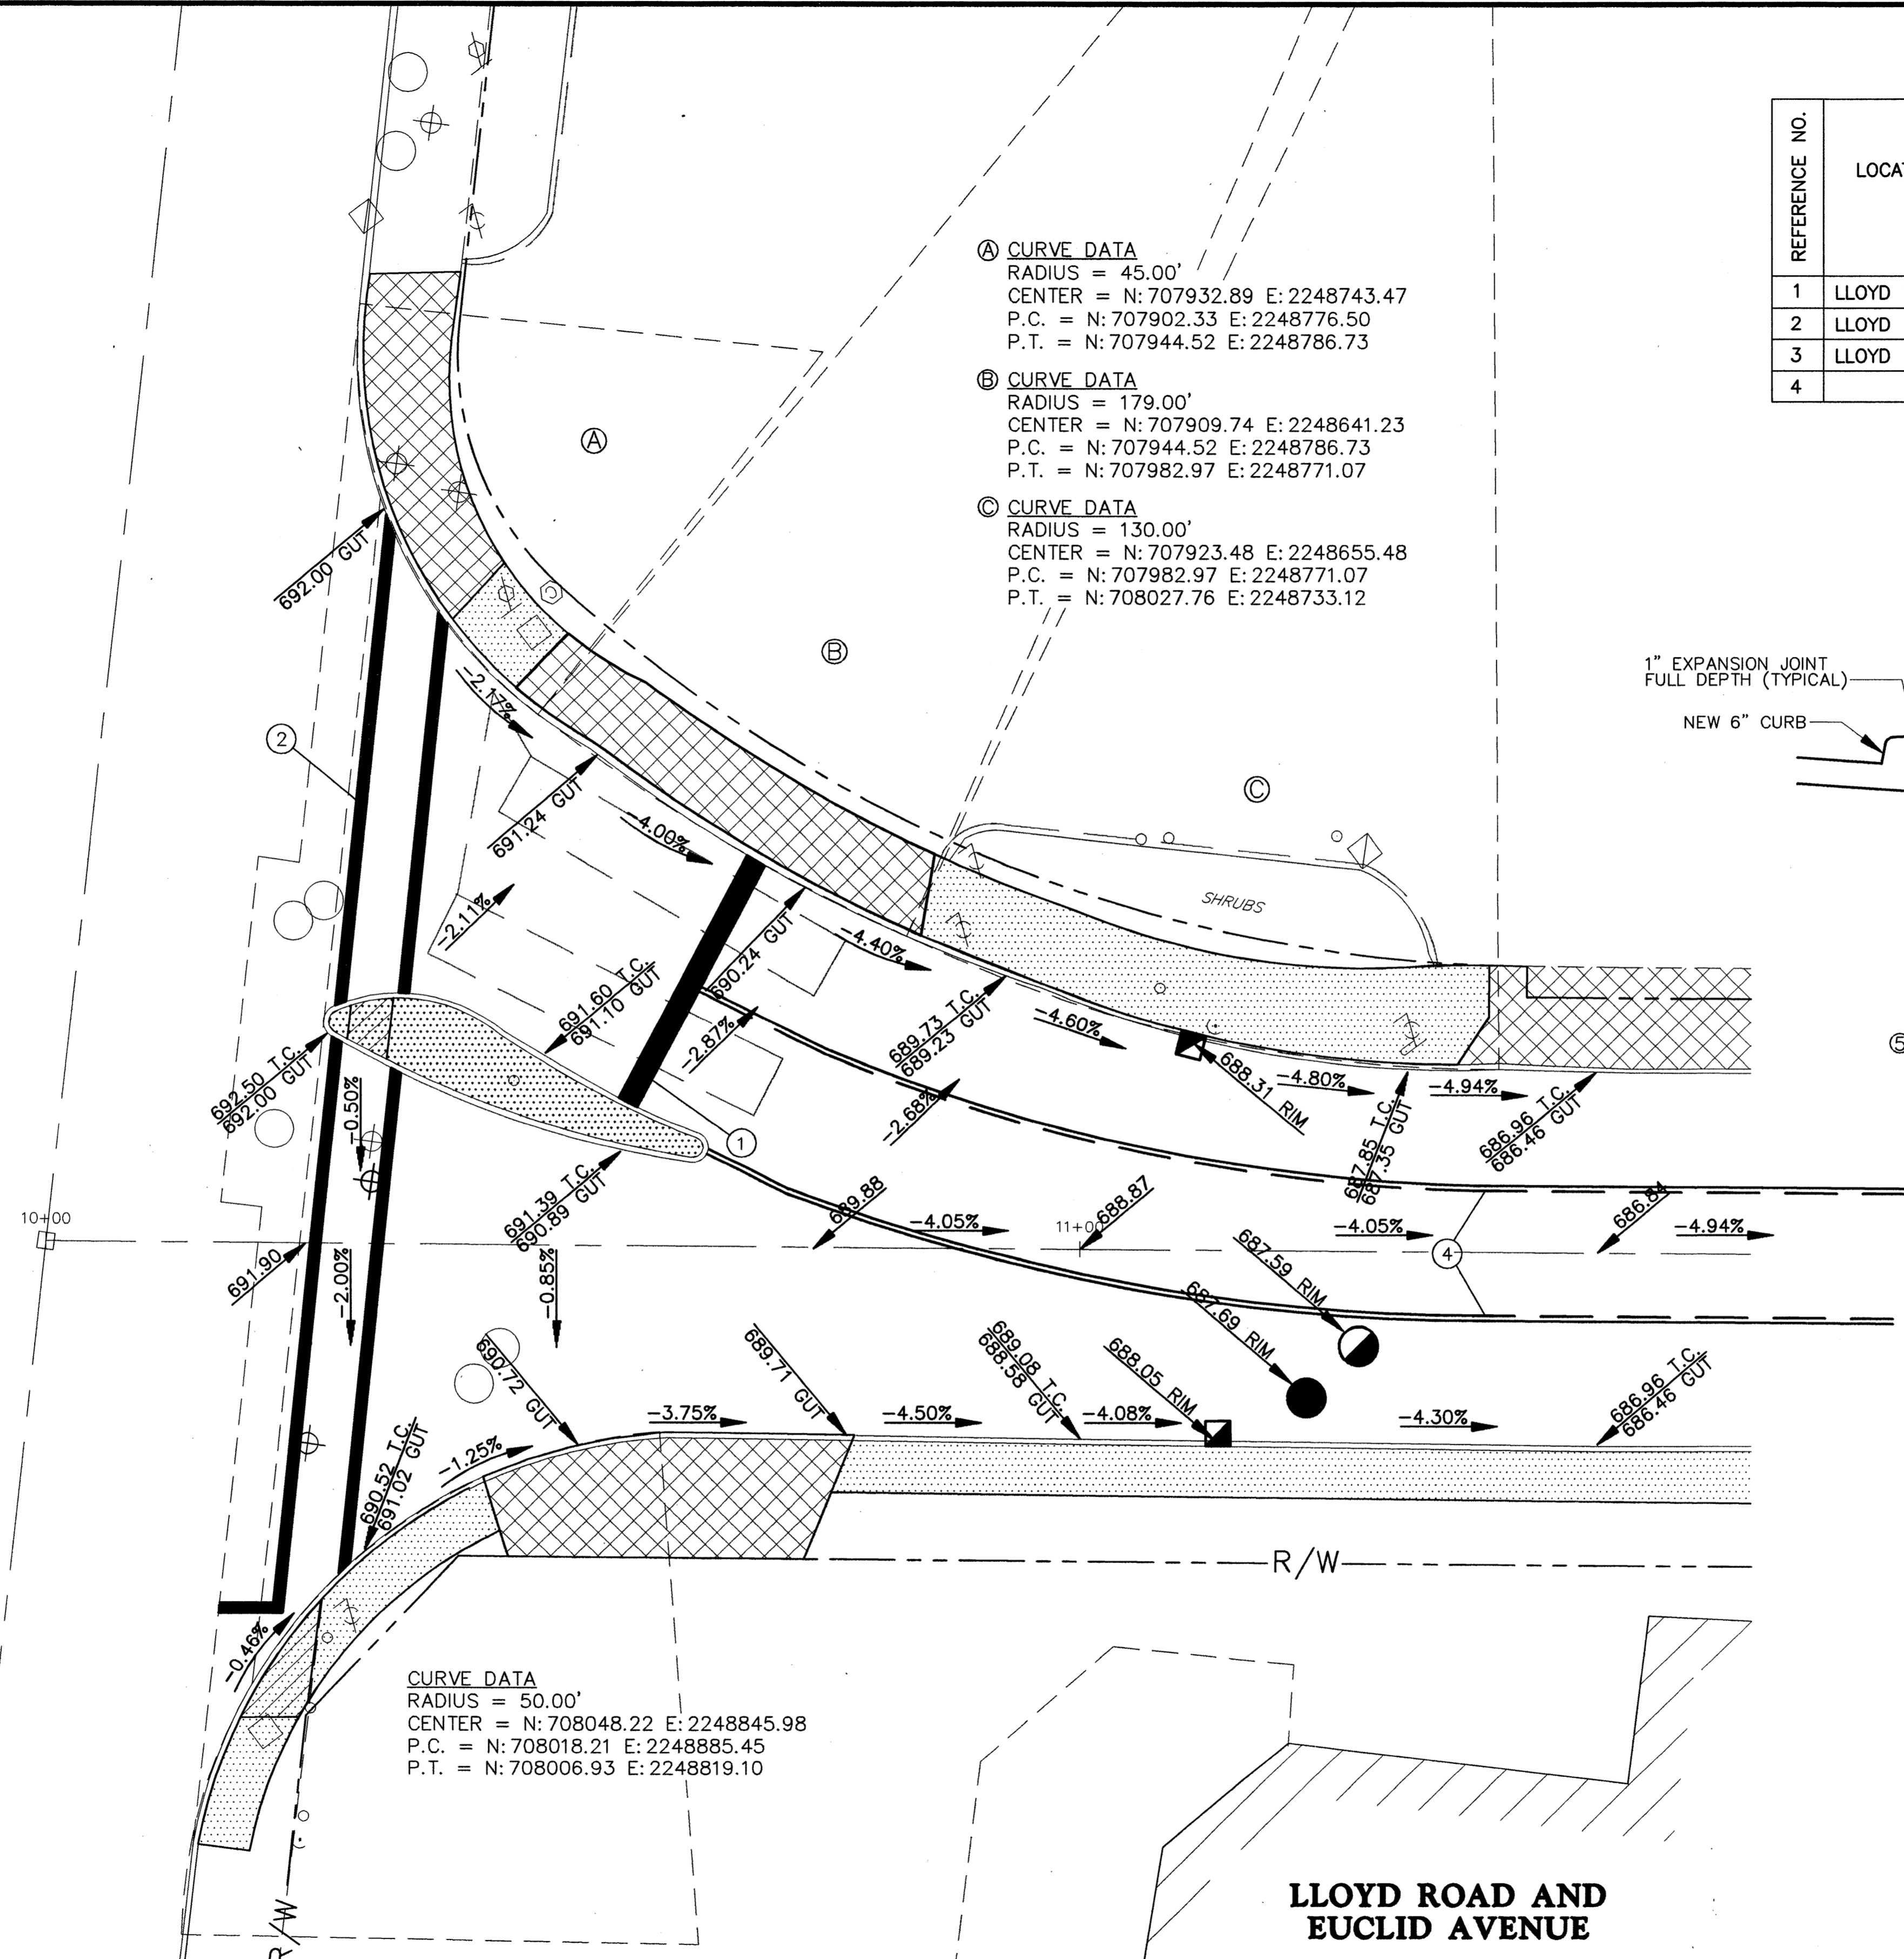 REFERENCE NO.
LOCAT
1 LLOYD
2 LLOYD
3 LLOYD
4
Ⓐ CURVE DATA
RADIUS = 45.00'
CENTER = N:707932.89 E:2248743.47
P.C. = N:707902.33 E:2248776.50
P.T. = N:707944.52 E:2248786.73
Ⓑ CURVE DATA
RADIUS = 179.00'
CENTER = N:707909.74 E:2248641.23
P.C. = N:707944.52 E:2248786.73
P.T. = N:707982.97 E:2248771.07
Ⓒ CURVE DATA
RADIUS = 130.00'
CENTER = N:707923.48 E:2248655.48
P.C. = N:707982.97 E:2248771.07
P.T. = N:708027.76 E:2248733.12
Ⓐ
Ⓑ
Ⓒ
692.00 GUT
1" EXPANSION JOINT
FULL DEPTH (TYPICAL)
NEW 6" CURB
2
-2.17%
691.24 GUT
-4.00%
-2.11%
SHRUBS
690.24 GUT
-4.40%
691.60 T.C.
691.10 GUT
-2.87%
689.73 T.C.
689.23 GUT
-4.60%
688.31 RIM
-4.80%
-4.94%
5
692.50 T.C.
692.00 GUT
-0.50%
-2.68%
687.85 T.C.
687.35 GUT
686.96 T.C.
686.46 GUT
1
691.39 T.C.
690.89 GUT
10+00
691.90
-2.00%
-0.85%
689.88
-4.05%
11+00
688.87
-4.05%
4
686.84
-4.94%
687.59 RIM
687.69 RIM
690.72 GUT
689.71 GUT
689.08 T.C.
688.58 GUT
688.05 RIM
686.96 T.C.
686.46 GUT
-3.75%
-4.50%
-4.08%
-4.30%
690.52 T.C.
691.02 GUT
-1.25%
R/W
-0.46%
CURVE DATA
RADIUS = 50.00'
CENTER = N:708048.22 E:2248845.98
P.C. = N:708018.21 E:2248885.45
P.T. = N:708006.93 E:2248819.10
R/W
LLOYD ROAD AND
EUCLID AVENUE